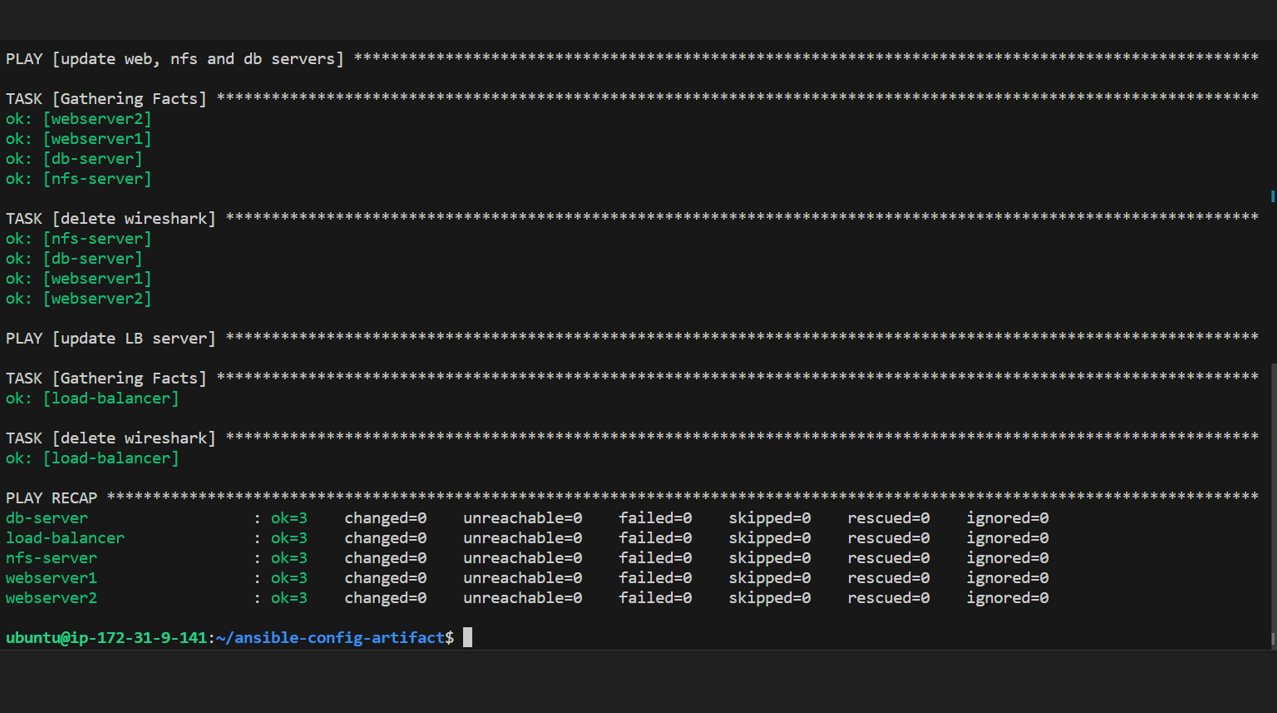 PLAY [update web, nfs and db servers] ***************************************************************************************************
TASK [Gathering Facts] ******************************************************************************************************************
ok: [webserver2]
ok: [webserver1]
ok: [db-server]
ok: [nfs-server]
TASK [delete wireshark] *****************************************************************************************************************
ok: [nfs-server]
ok: [db-server]
ok: [webserver1]
ok: [webserver2]
PLAY [update LB server] *****************************************************************************************************************
TASK [Gathering Facts] ******************************************************************************************************************
ok: [load-balancer]
TASK [delete wireshark] *****************************************************************************************************************
ok: [load-balancer]
PLAY RECAP ******************************************************************************************************************************
db-server                  : ok=3    changed=0    unreachable=0    failed=0    skipped=0    rescued=0    ignored=0
load-balancer              : ok=3    changed=0    unreachable=0    failed=0    skipped=0    rescued=0    ignored=0
nfs-server                 : ok=3    changed=0    unreachable=0    failed=0    skipped=0    rescued=0    ignored=0
webserver1                 : ok=3    changed=0    unreachable=0    failed=0    skipped=0    rescued=0    ignored=0
webserver2                 : ok=3    changed=0    unreachable=0    failed=0    skipped=0    rescued=0    ignored=0
ubuntu@ip-172-31-9-141:~/ansible-config-artifact$